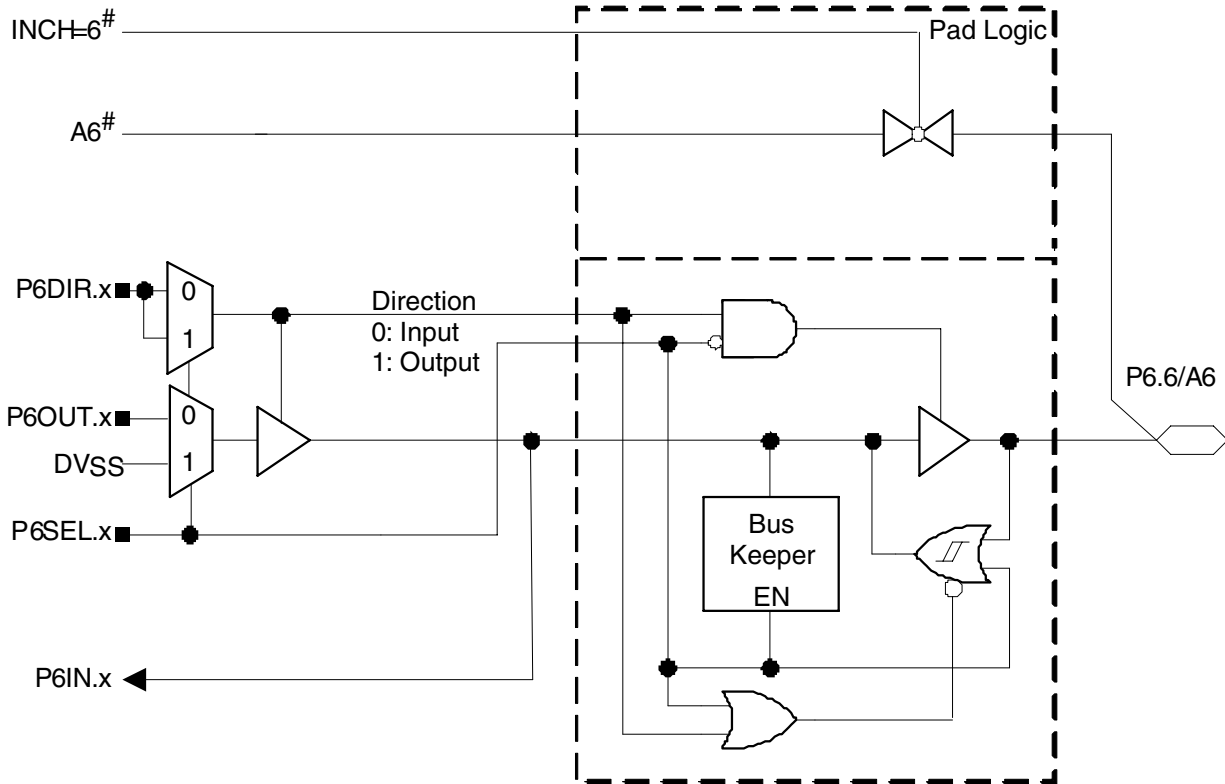 INCH=6#
Pad Logic
A6#
P6DIR.x
0
1
Direction
0: Input
1: Output
P6.6/A6
P6OUT.x
0
DVSS
1
P6SEL.x
Bus
Keeper
EN
P6IN.x